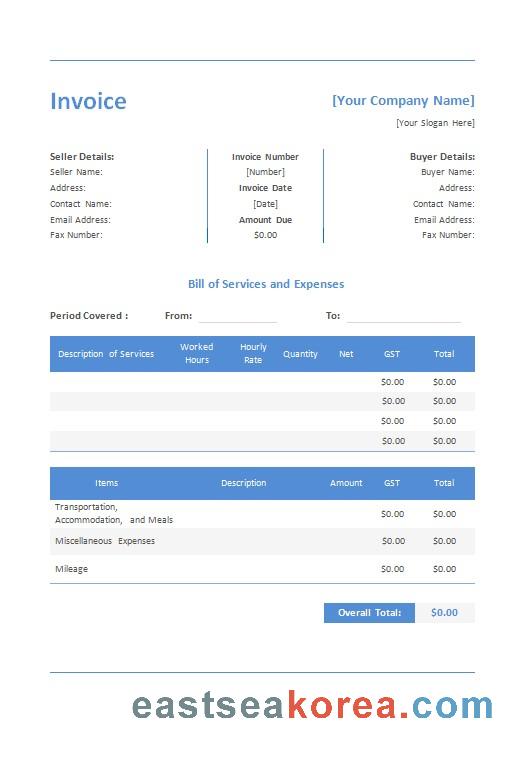 Invoice
[Your Company Name]
[Your Slogan Here]
Seller Details: Invoice Number Buyer Details:
Seller Name: [Number] Buyer Name:
Address: Invoice Date Address:
Contact Name: [Date] Contact Name:
Email Address: Amount Due Email Address:
Fax Number: $0.00 Fax Number:
Bill of Services and Expenses
Period Covered : From: To:
Description of Services Worked Hours Hourly Rate Quantity Net GST Total
$0.00 $0.00
$0.00 $0.00
$0.00 $0.00
$0.00 $0.00
Items Description Amount GST Total
Transportation,
Accommodation, and Meals $0.00 $0.00
Miscellaneous Expenses $0.00 $0.00
Mileage $0.00 $0.00
Overall Total: $0.00
eastseakorea.com